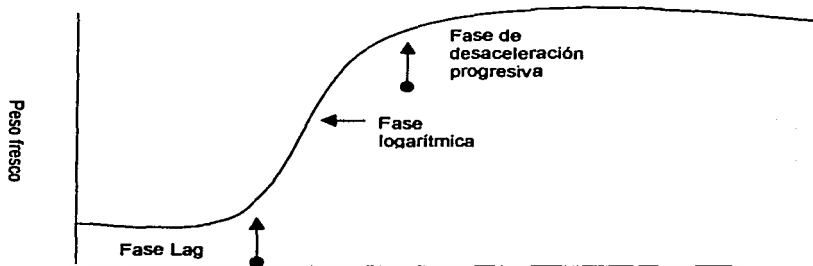 Fase de
desaceleración
progresiva
Peso fresco
Fase
logarítmica
Fase Lag